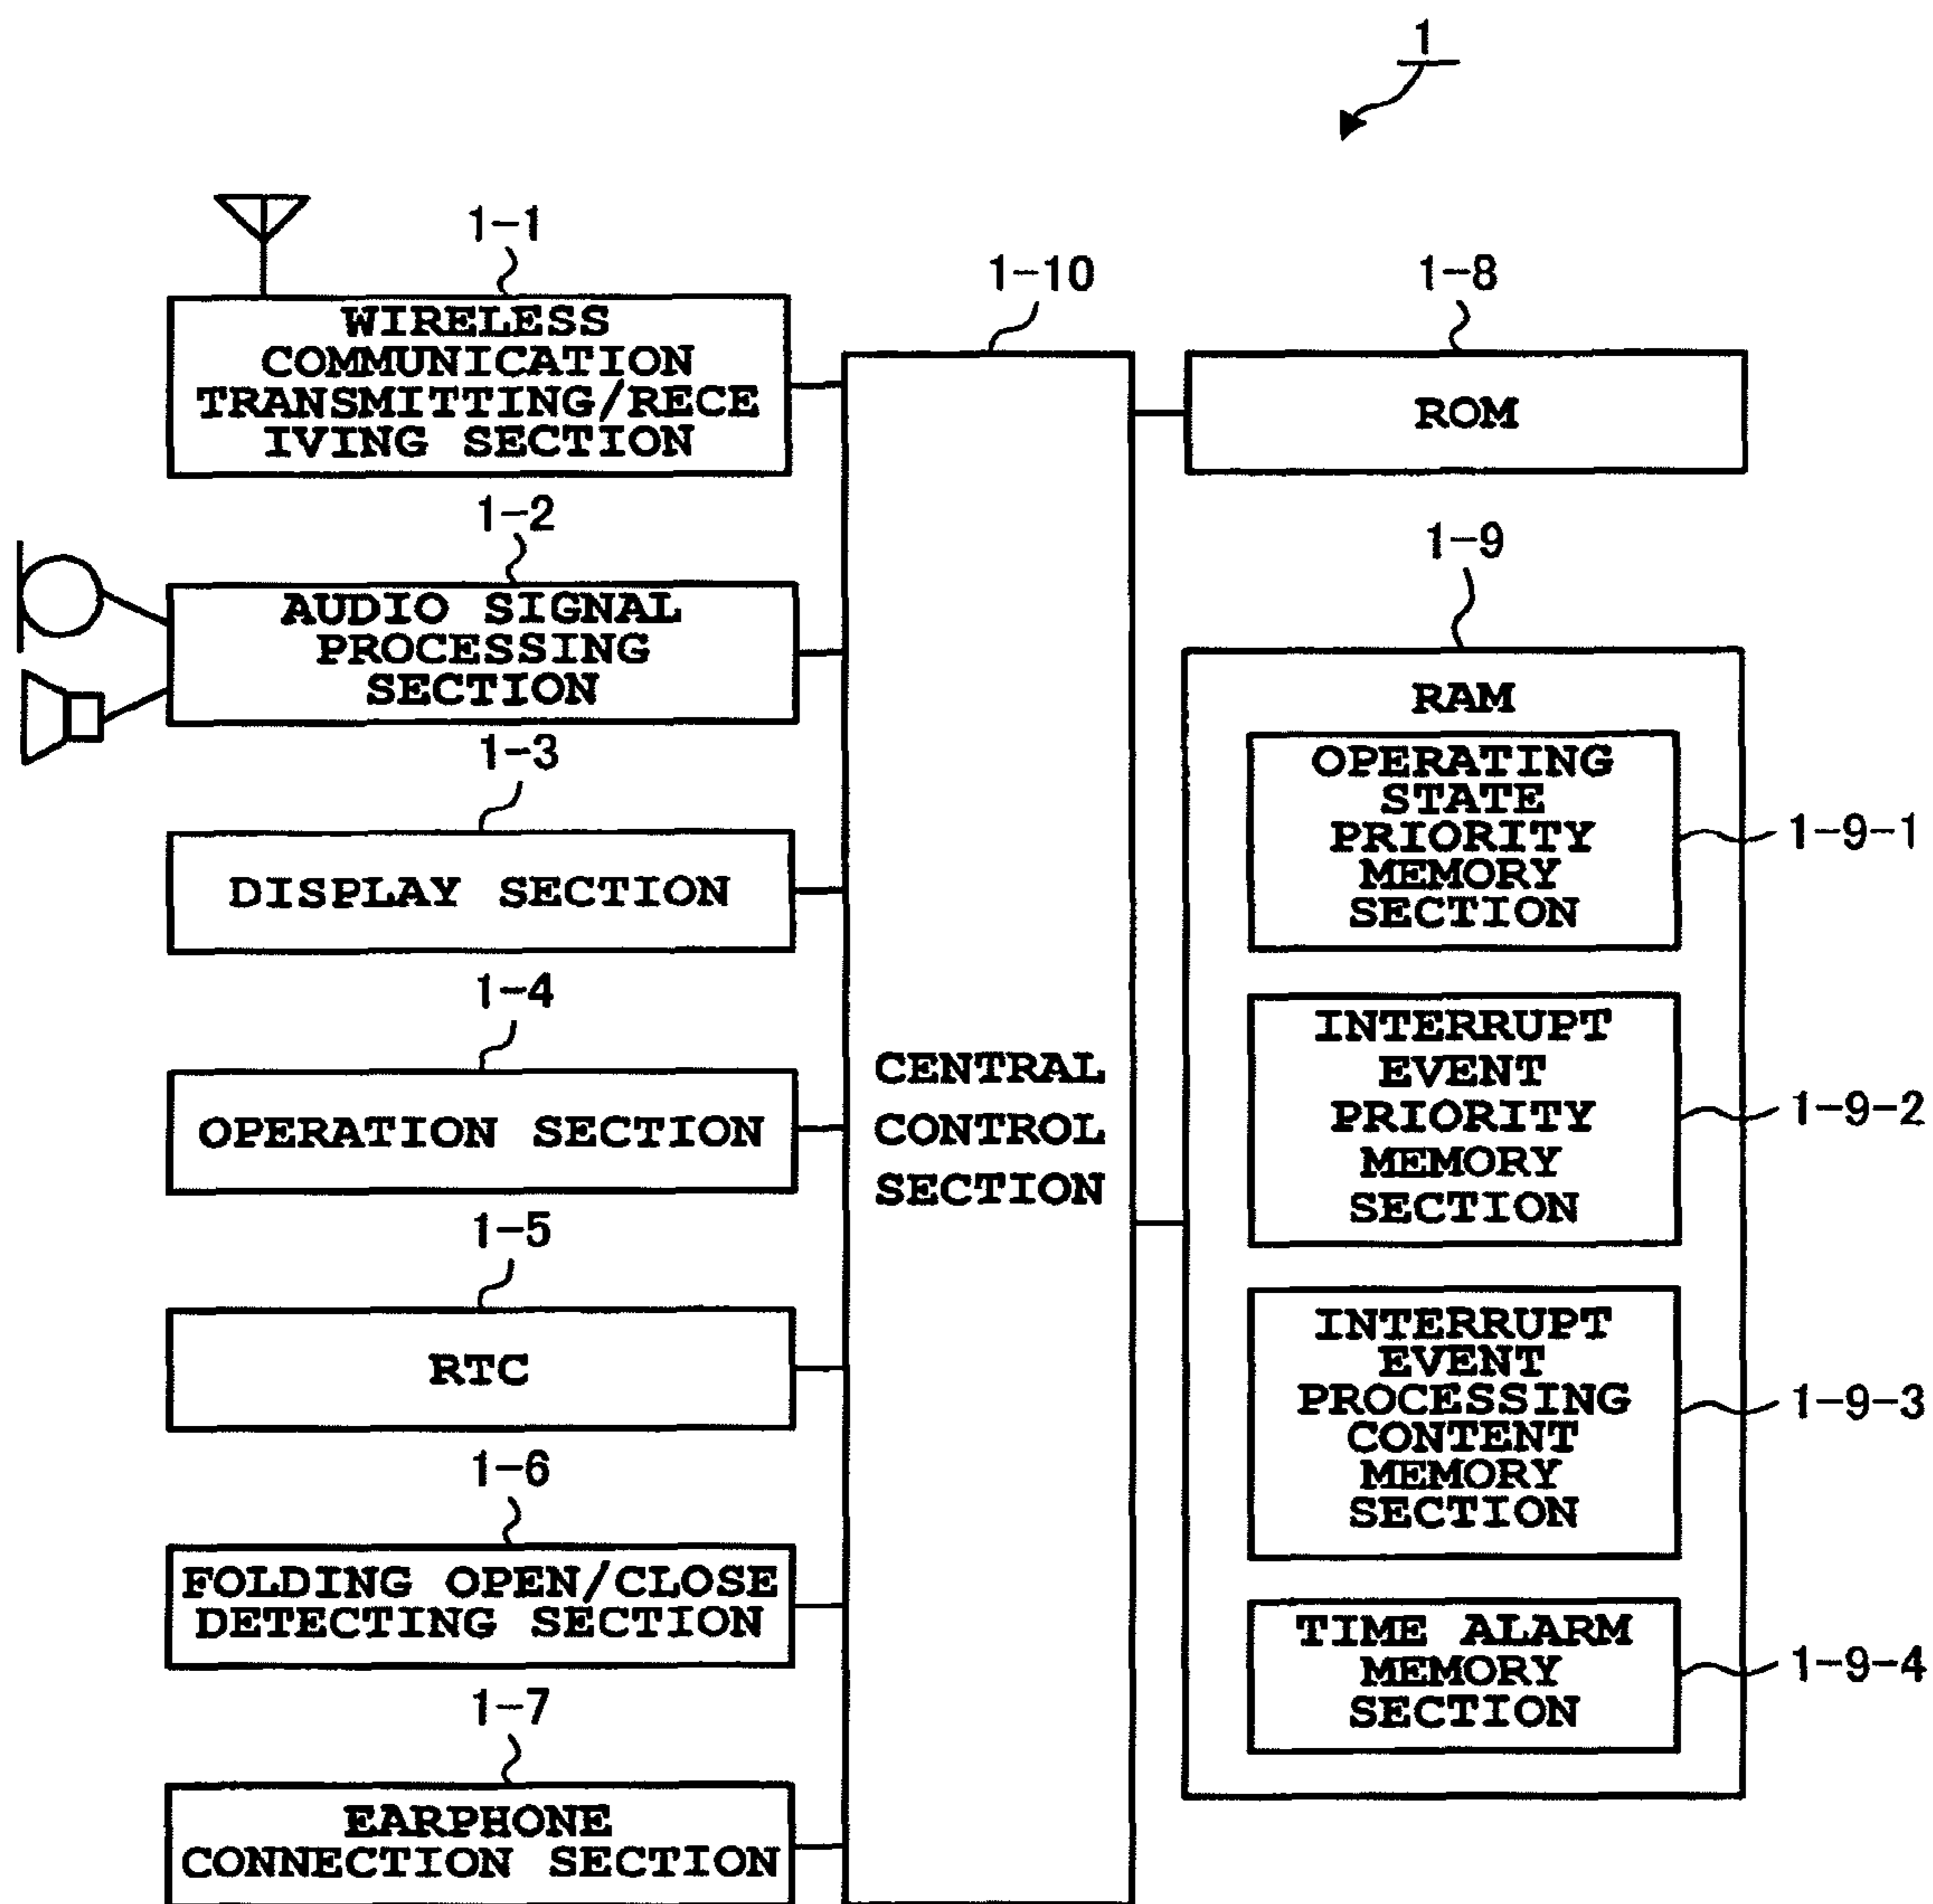 1
1-1
WIRELESS
COMMUNICATION
TRANSMITTING/RECE
IVING SECTION
1-2
AUDIO SIGNAL
PROCESSING
SECTION
1-3
DISPLAY SECTION
1-4
OPERATION SECTION
1-5
RTC
1-6
FOLDING OPEN/CLOSE
DETECTING SECTION
1-7
EARPHONE
CONNECTION SECTION
1-10
CENTRAL
CONTROL
SECTION
1-8
ROM
1-9
RAM
OPERATING
STATE
PRIORITY
MEMORY
SECTION
1-9-1
INTERRUPT
EVENT
PRIORITY
MEMORY
SECTION
1-9-2
INTERRUPT
EVENT
PROCESSING
CONTENT
MEMORY
SECTION
1-9-3
TIME ALARM
MEMORY
SECTION
1-9-4